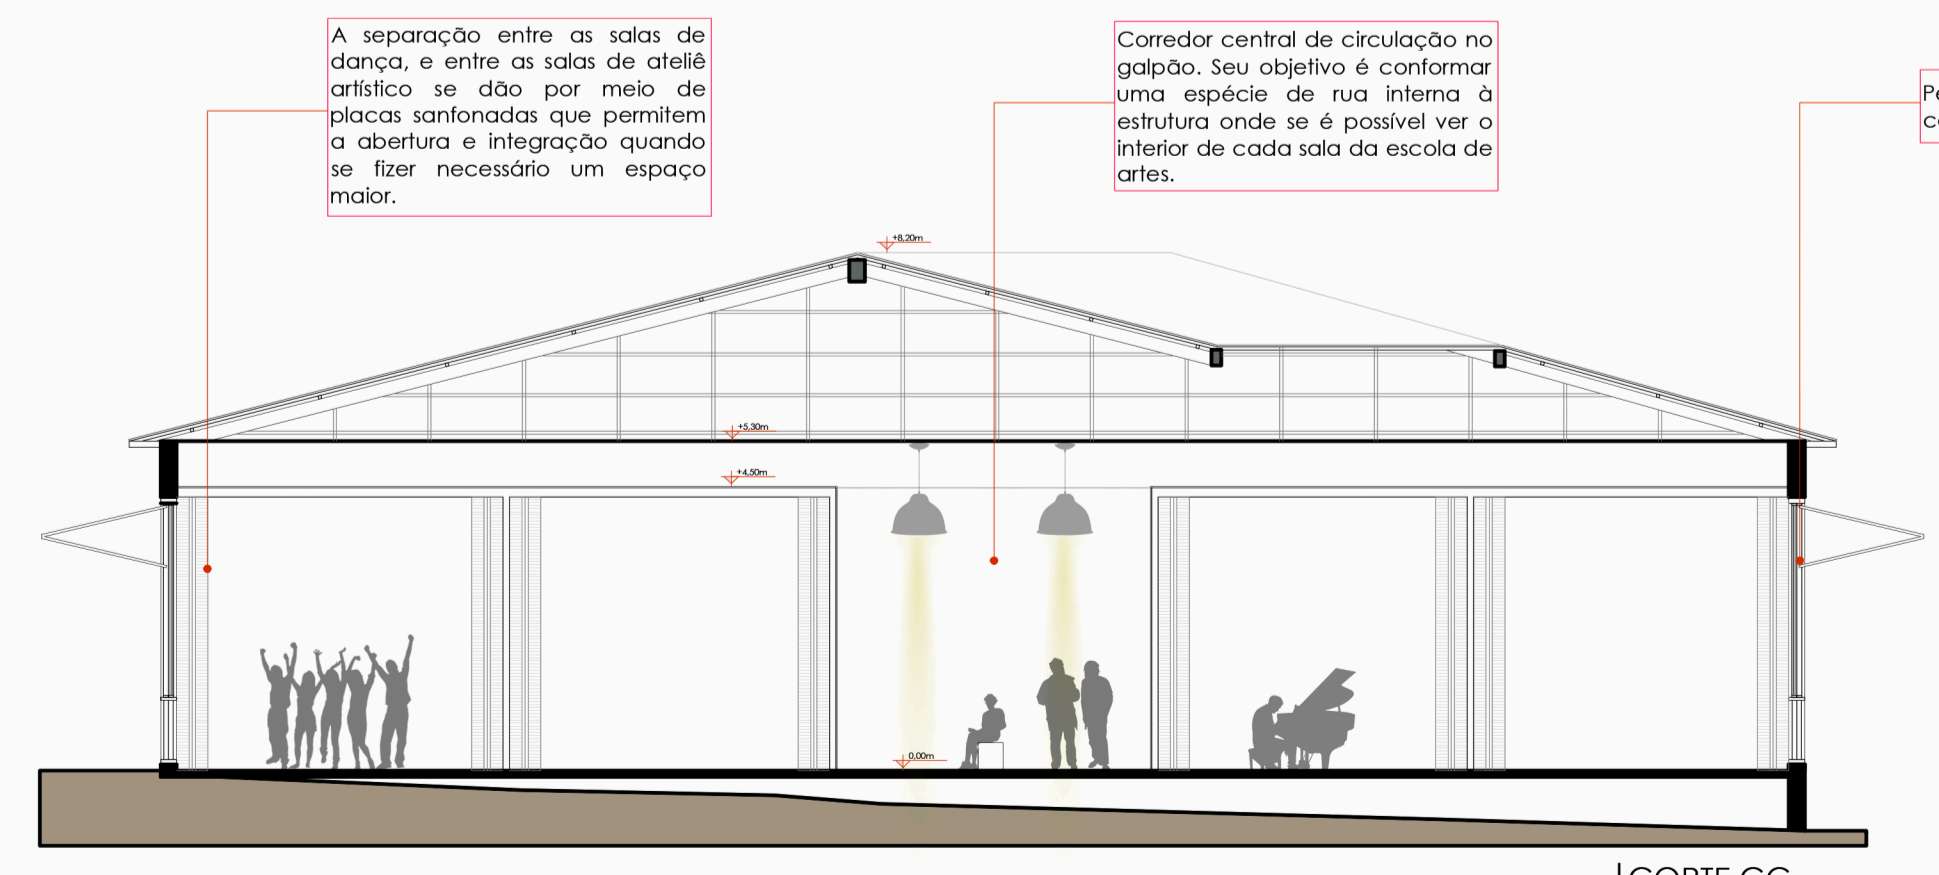 A separação entre as salas de
dança, e entre as salas de ateliê
artístico se dão por meio de
placas sanfonadas que permitem
a abertura e integração quando
se fizer necessário um espaço
maior.
Corredor central de circulação no
galpão. Seu objetivo é conformar
uma espécie de rua interna à
estrutura onde se é possível ver o
interior de cada sala da escola de
artes.
+8,20m
+5,30m
+4,50m
0,00m